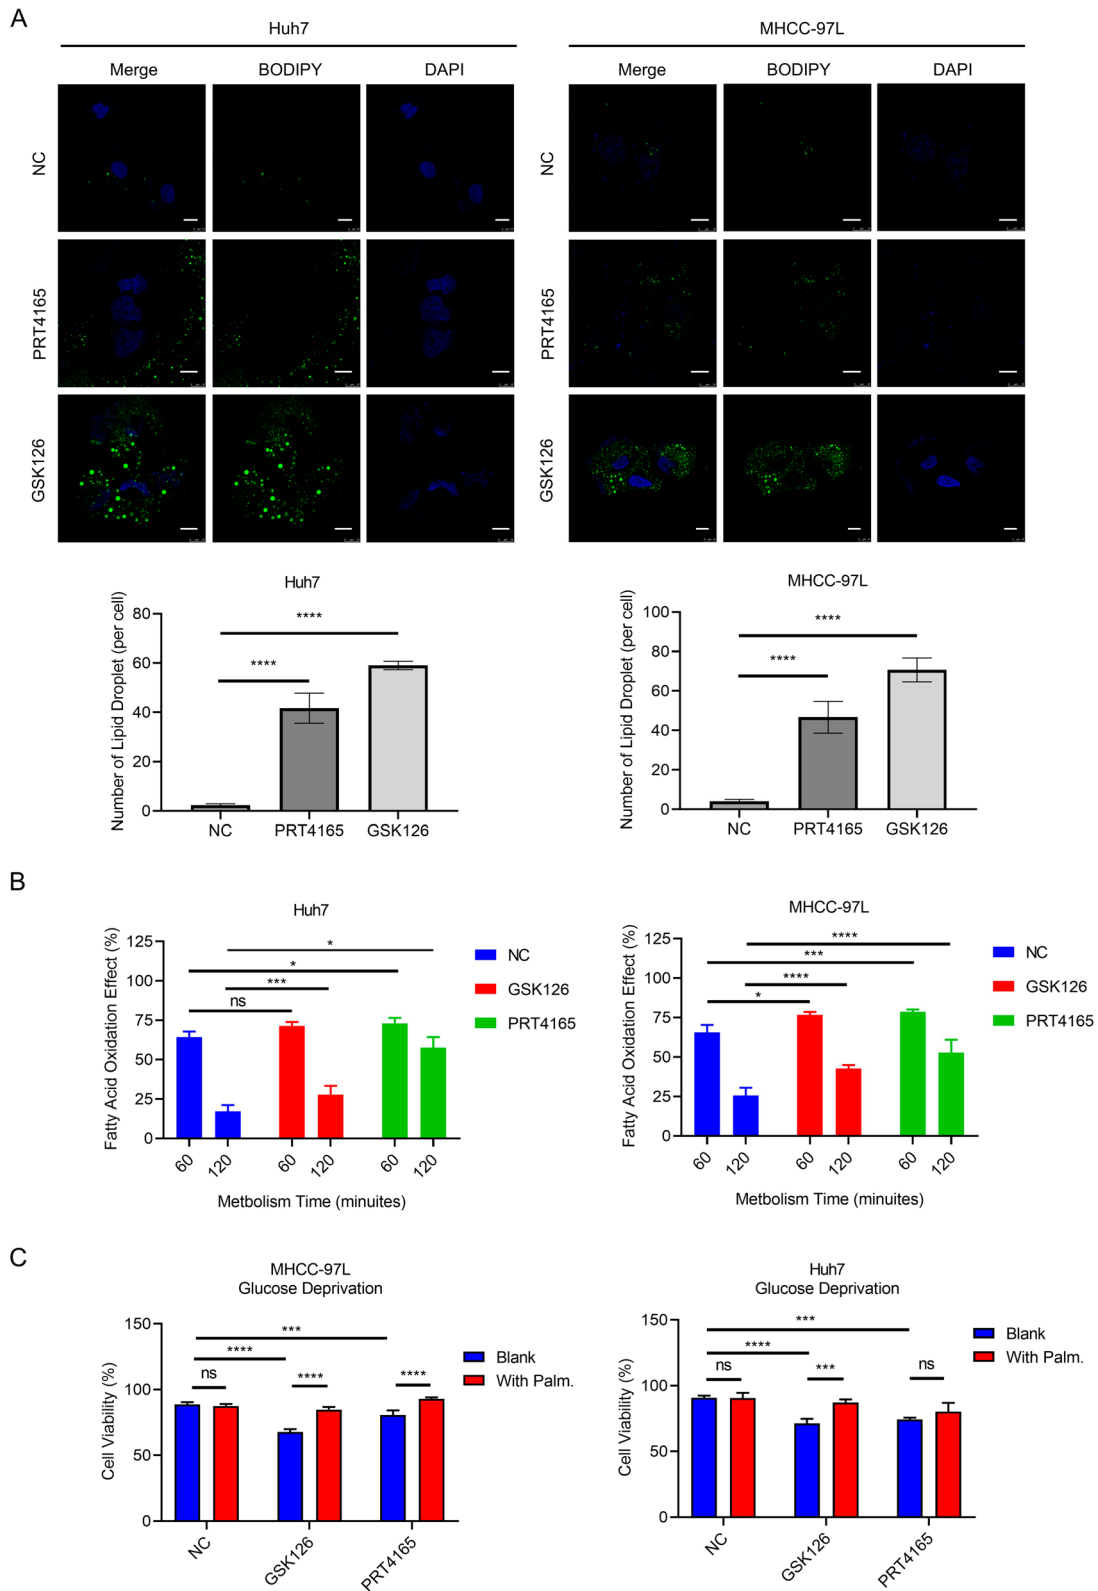 A
Huh7
MHCC-97L
Merge BODIPY DAPI
Merge BODIPY DAPI
NC
PRT4165
GSK126
NC
PRT4165
GSK126
Huh7
Number of Lipid Droplet (per cell)
80
60
40
20
0
****
****
NC PRT4165 GSK126
MHCC-97L
Number of Lipid Droplet (per cell)
100
80
60
40
20
0
****
****
NC PRT4165 GSK126
B
Huh7
Fatty Acid Oxidation Effect (%)
125
100
75
50
25
0
*
*
***
ns
60 120 60 120 60 120
Metbolism Time (minuites)
NC
GSK126
PRT4165
MHCC-97L
Fatty Acid Oxidation Effect (%)
125
100
75
50
25
0
****
***
****
*
60 120 60 120 60 120
Metbolism Time (minuites)
NC
GSK126
PRT4165
C
MHCC-97L
Glucose Deprivation
Cell Viability (%)
150
100
50
0
***
****
ns **** ****
NC GSK126 PRT4165
Blank
With Palm.
Huh7
Glucose Deprivation
Cell Viability (%)
150
100
50
0
***
****
ns *** ns
NC GSK126 PRT4165
Blank
With Palm.